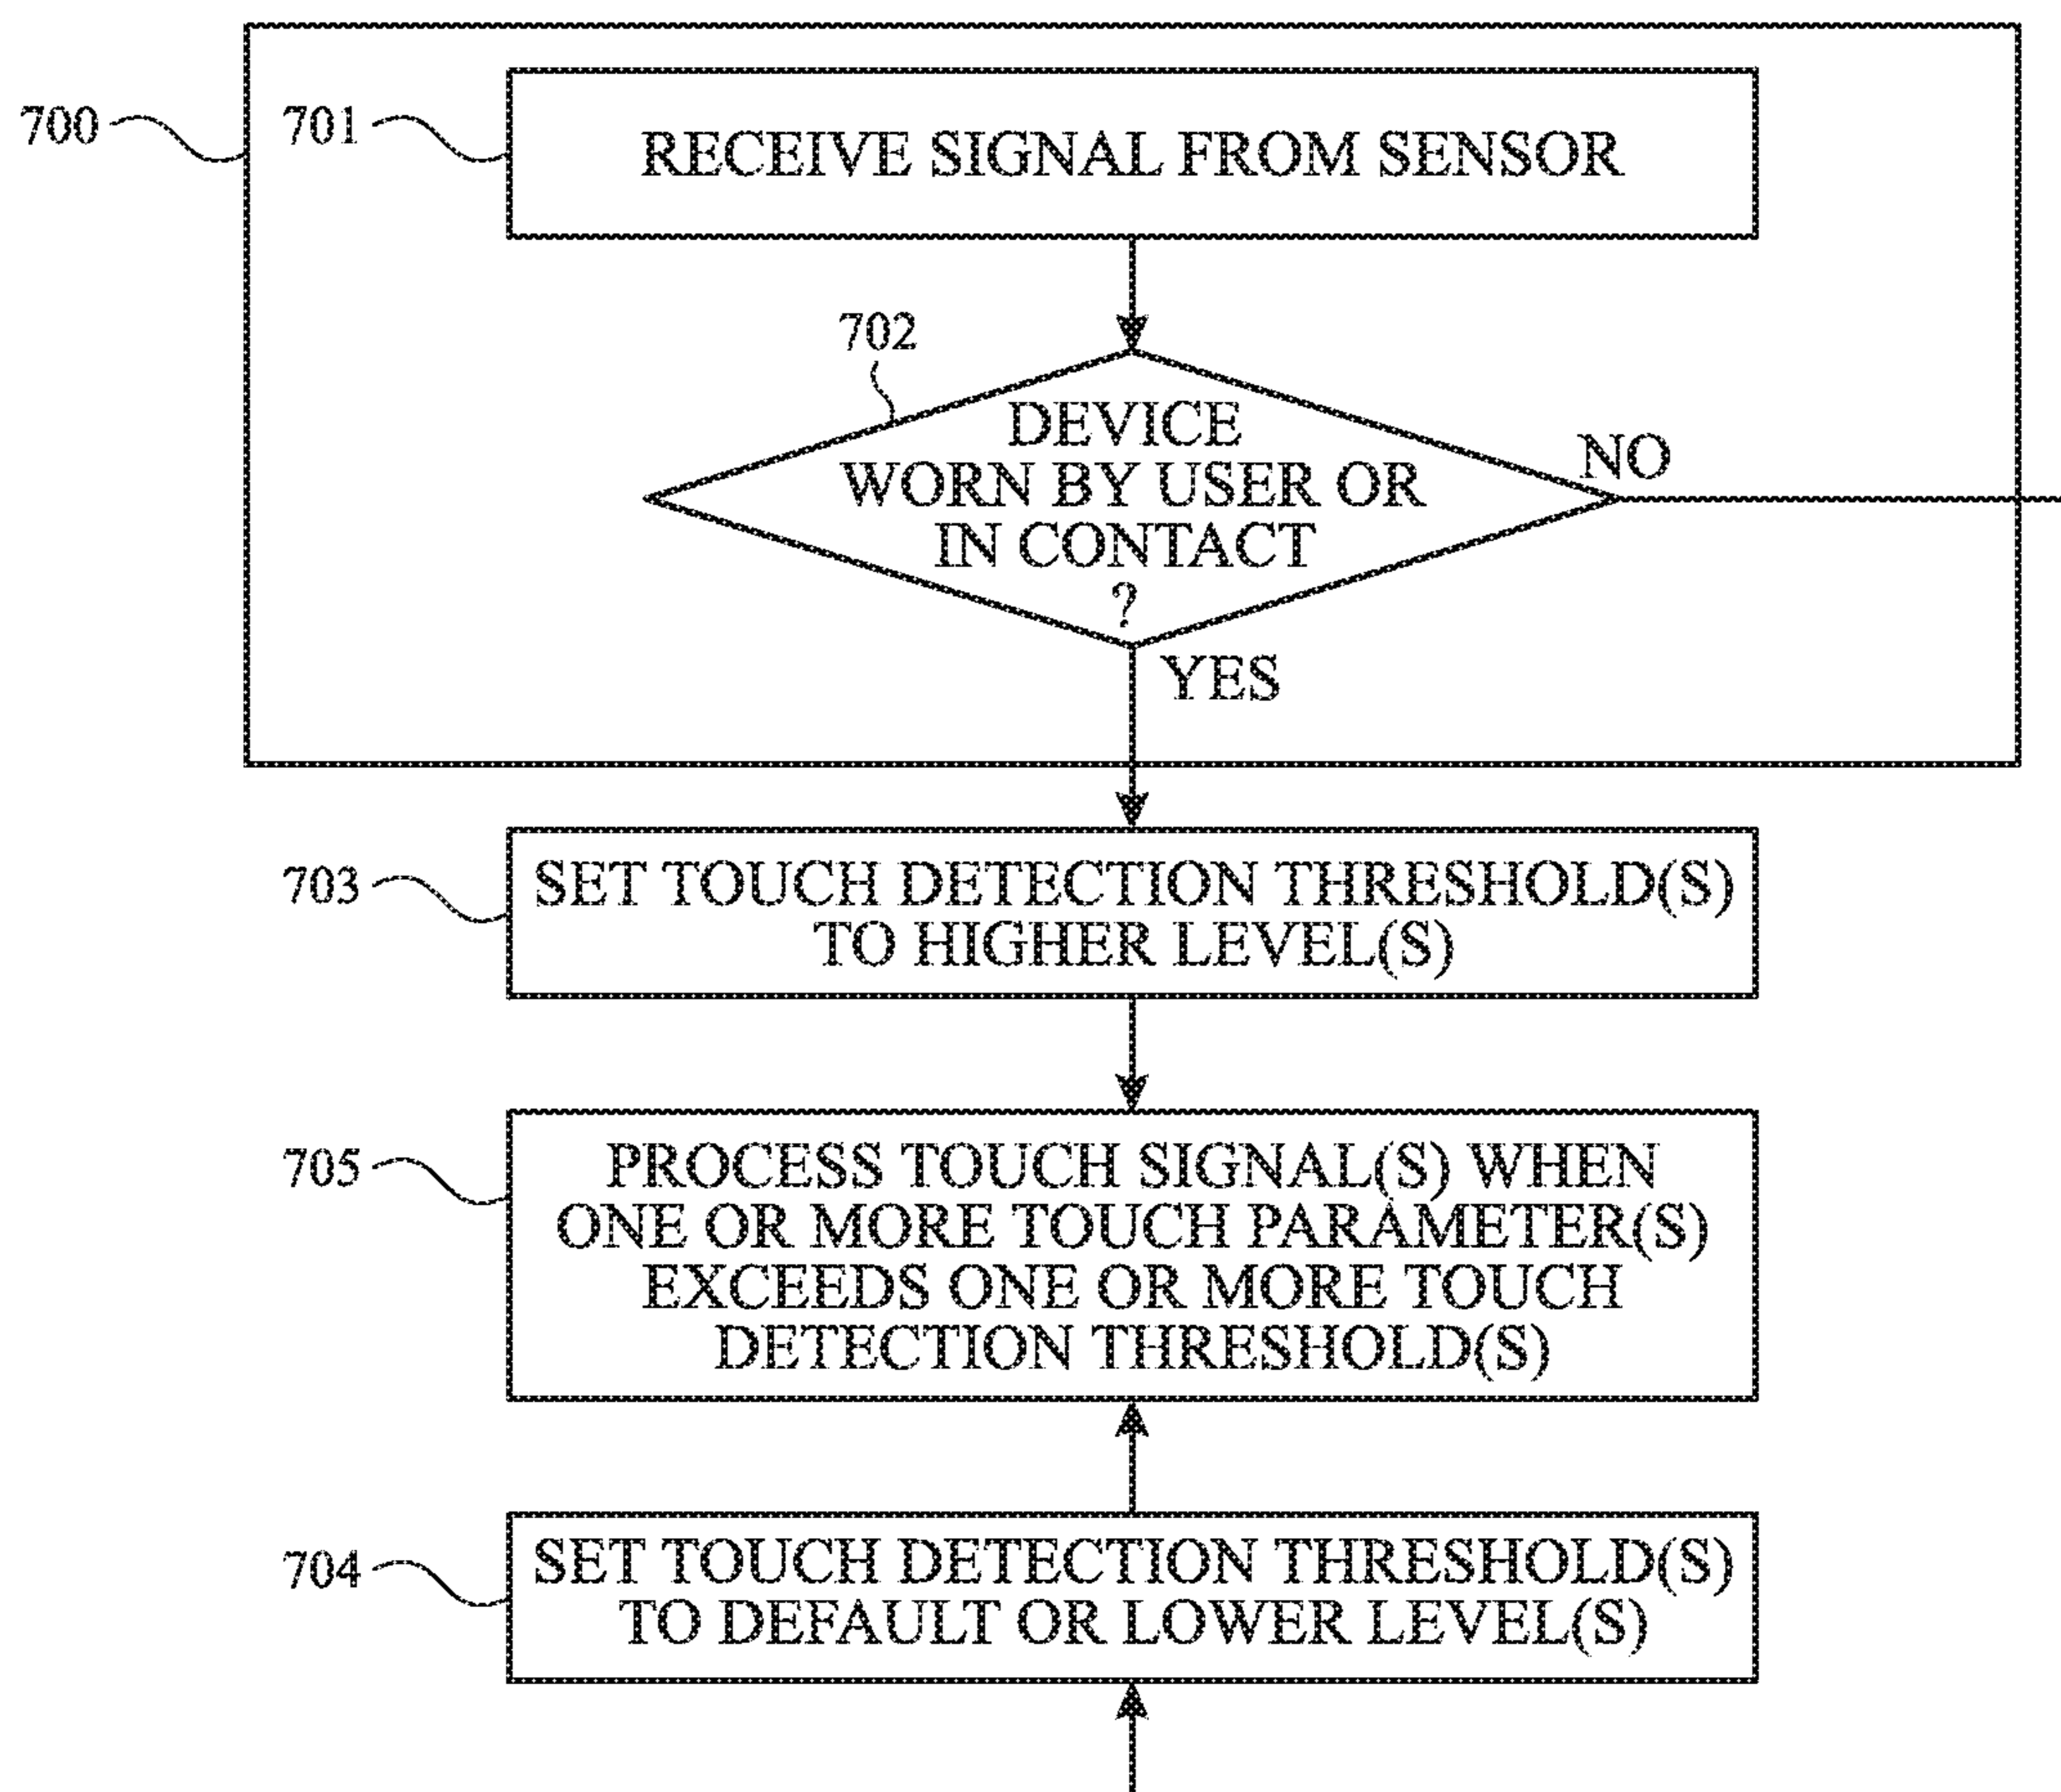 700
701
RECEIVE SIGNAL FROM SENSOR
702
DEVICE
WORN BY USER OR
IN CONTACT
?
NO
YES
703
SET TOUCH DETECTION THRESHOLD(S)
TO HIGHER LEVEL(S)
705
PROCESS TOUCH SIGNAL(S) WHEN
ONE OR MORE TOUCH PARAMETER(S)
EXCEEDS ONE OR MORE TOUCH
DETECTION THRESHOLD(S)
704
SET TOUCH DETECTION THRESHOLD(S)
TO DEFAULT OR LOWER LEVEL(S)